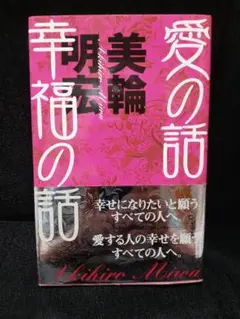 愛の話
幸福の話
美輪
明宏
Akihiro Miwa
幸せになりたいと願う
すべての人へ。
愛する人の幸せを願う
すべての人へ。
Akihiro Miwa